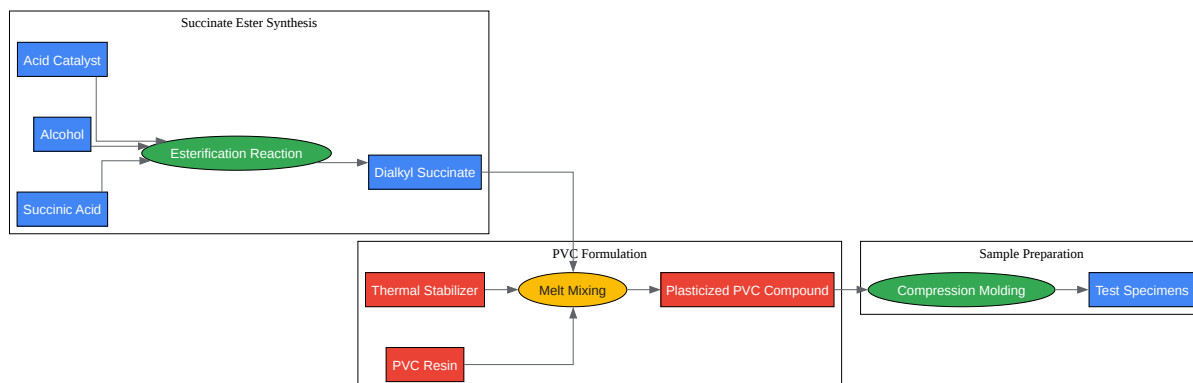 Succinate Ester Synthesis
Acid Catalyst
Alcohol
Esterification Reaction
Succinic Acid
Dialkyl Succinate
PVC Formulation
Thermal Stabilizer
Melt Mixing
Plasticized PVC Compound
PVC Resin
Sample Preparation
Compression Molding
Test Specimens